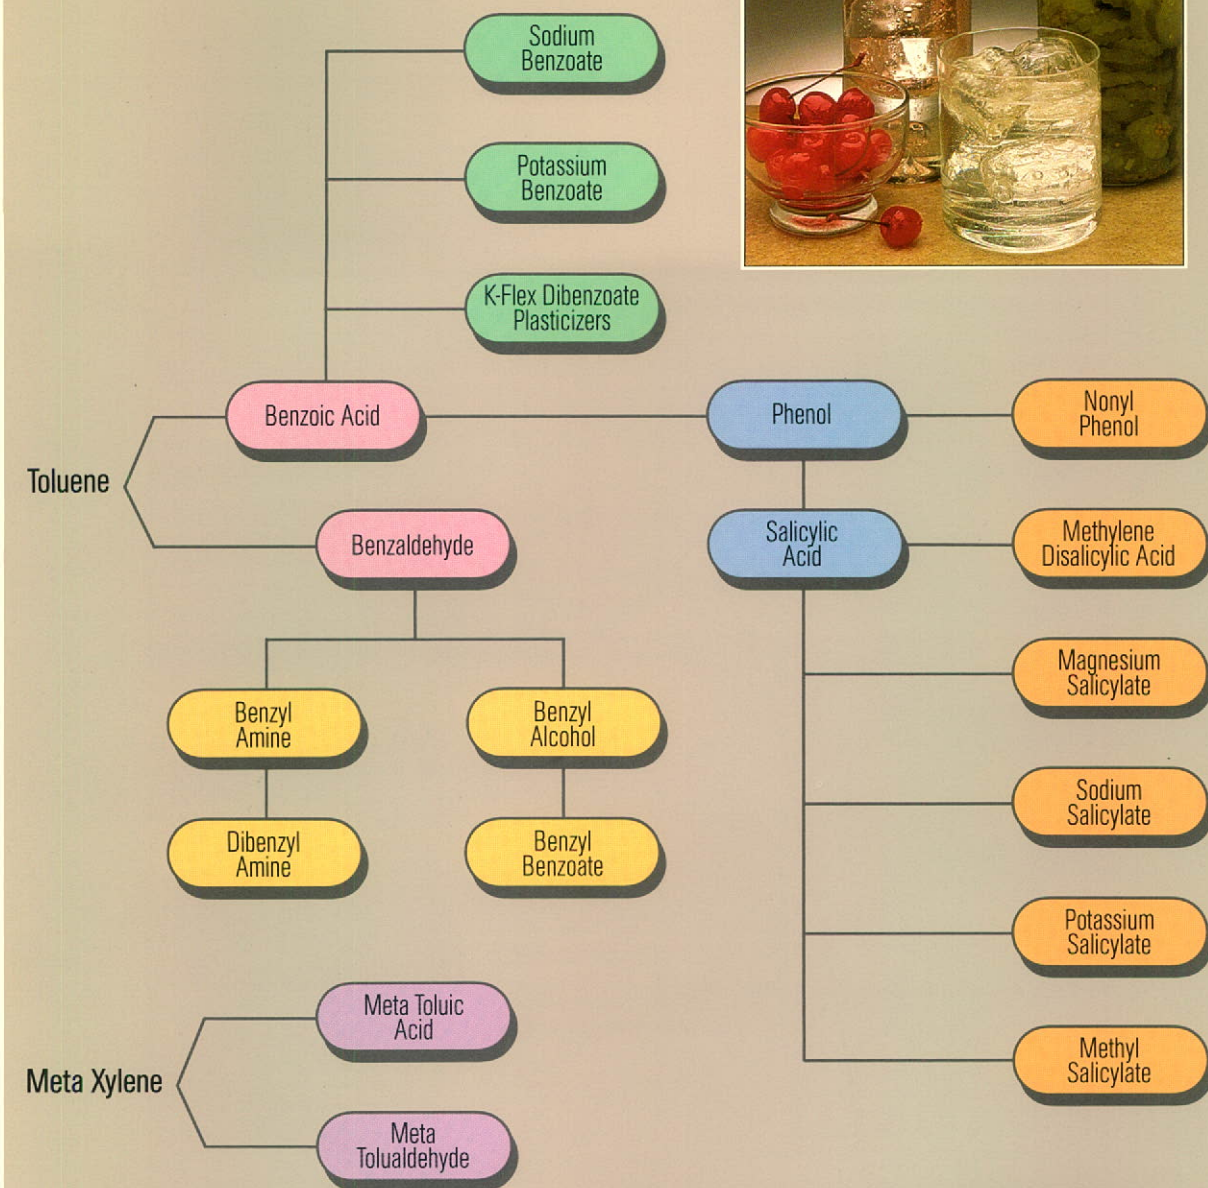 Sodium
Benzoate
Potassium
Benzoate
K-Flex Dibenzoate
Plasticizers
Benzoic Acid
Phenol
Nonyl
Phenol
Toluene
Benzaldehyde
Salicylic
Acid
Methylene
Disalicylic Acid
Magnesium
Salicylate
Benzyl
Amine
Benzyl
Alcohol
Sodium
Salicylate
Dibenzyl
Amine
Benzyl
Benzoate
Potassium
Salicylate
Meta Toluic
Acid
Meta Xylene
Methyl
Salicylate
Meta
Tolualdehyde